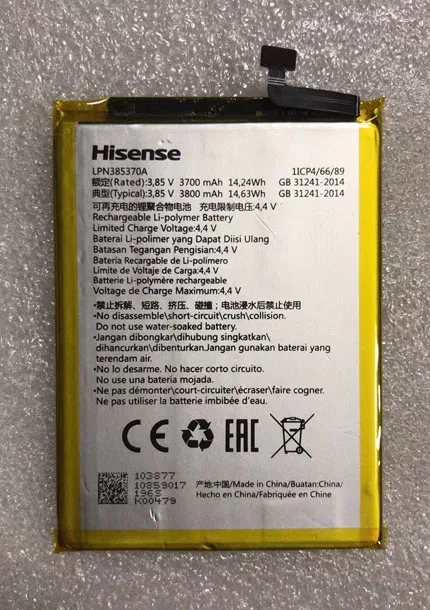 Hisense
LPN385370A 1ICP4/66/89
额定(Rated):3,85 V 3700 mAh 14,24Wh GB 31241-2014
典型(Typical):3,85 V 3800 mAh 14,63Wh GB 31241-2014
可再充电的锂聚合物电池 充电限制电压:4,4 V
Rechargeable Li-polymer Battery
Limited Charge Voltage:4,4 V
Baterai Li-polimer yang Dapat Diisi Ulang
Batasan Tegangan Pengisian:4,4 V
Batería Recargable de Li-polímero
Límite de Voltaje de Carga:4,4 V
Batterie Li-polymère rechargeable
Voltage de Charge Maximum:4,4 V
•禁止拆解、短路、挤压、碰撞；电池浸水后禁止使用
•No disassemble\short-circuit\crush\collision.
Do not use water-soaked battery.
•Jangan dibongkar\dihubung singkatkan\
dihancurkan\dibenturkan.Jangan gunakan baterai yang
terendam air.
•No lo desarme. No hacer corto circuito.
No use una batería mojada.
•Ne pas démonter\court-circuiter\écraser\faire cogner.
Ne pas utiliser la batterie imbibée d'eau.
CE EAC
103877
10859017
196S
K00479
产地:中国/Made in China/Buatan:China/
Hecho en China/Fabriquée en Chine